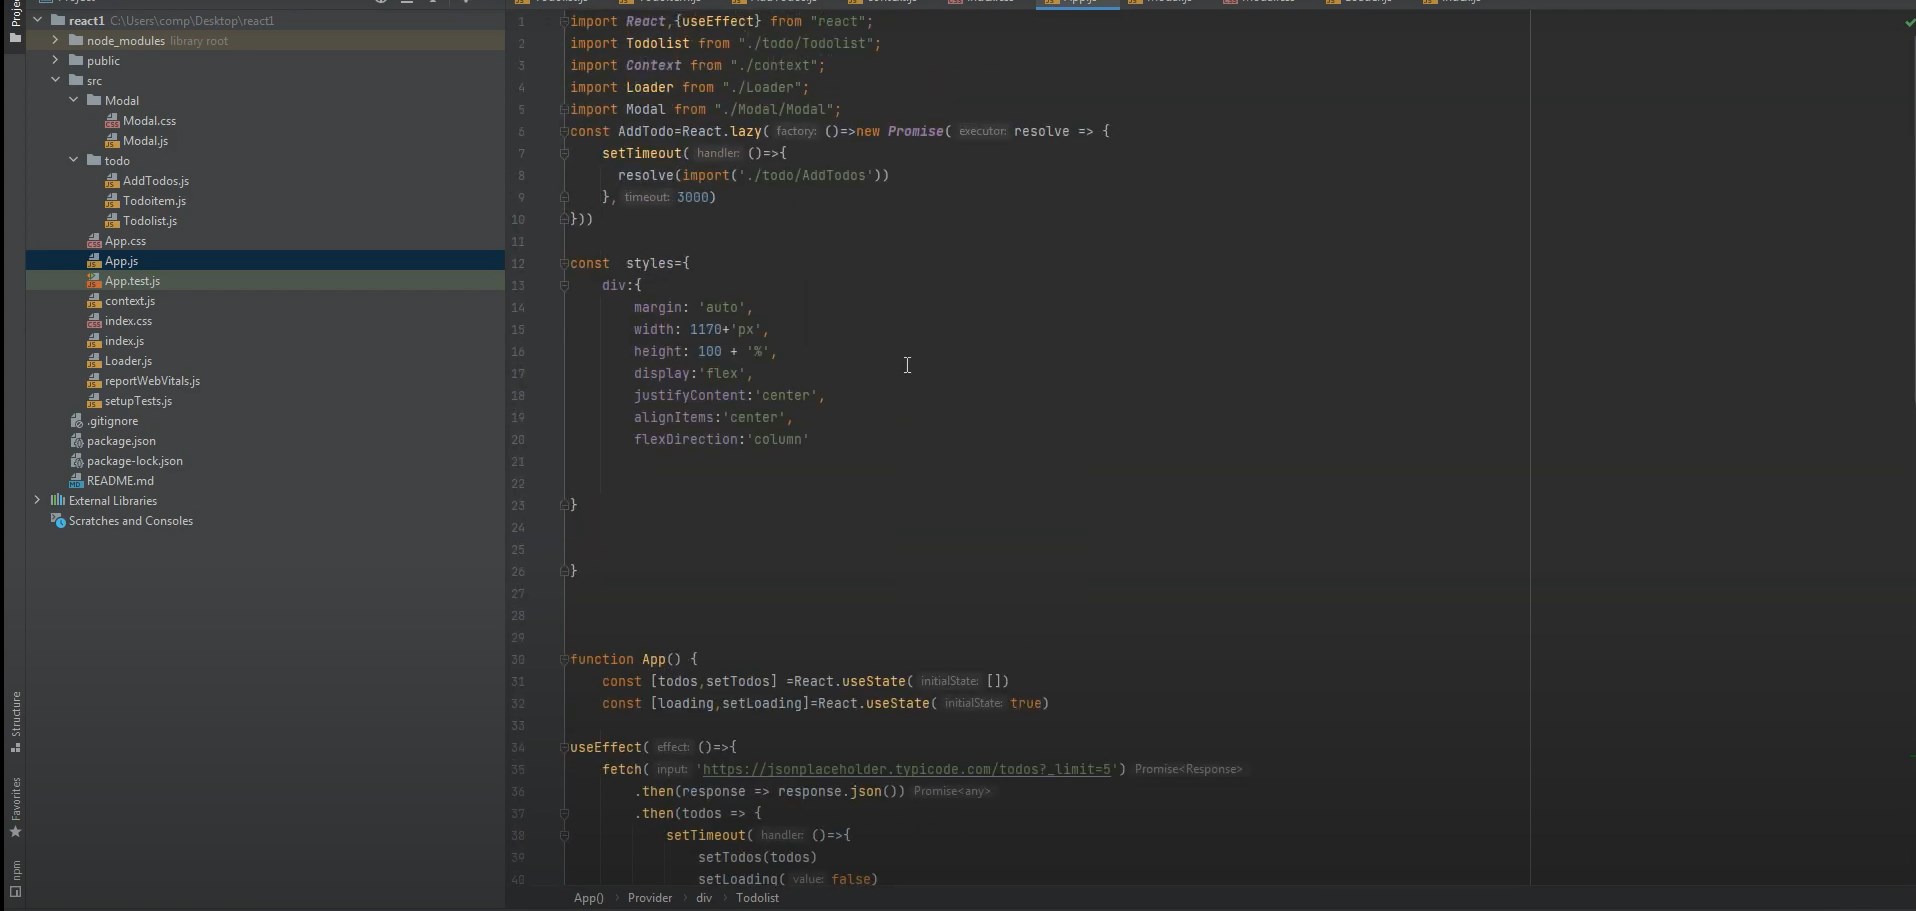 Project
react1 C:\Users\comp\Desktop\react1
node_modules library root
public
src
Modal
Modal.css
Modal.js
todo
AddTodos.js
Todoitem.js
Todolist.js
App.css
App.js
App.test.js
context.js
index.css
index.js
Loader.js
reportWebVitals.js
setupTests.js
.gitignore
package.json
package-lock.json
README.md
External Libraries
Scratches and Consoles
Structure
Favorites
npm
1 import React,{useEffect} from "react";
2 import Todolist from "./todo/Todolist";
3 import Context from "./context";
4 import Loader from "./Loader";
5 import Modal from "./Modal/Modal";
6 const AddTodo=React.lazy( factory: ()=>new Promise( executor: resolve => {
7 setTimeout( handler: ()=>{
8 resolve(import('./todo/AddTodos'))
9 }, timeout: 3000)
10 }))
11
12 const styles={
13 div:{
14 margin: 'auto',
15 width: 1170+'px',
16 height: 100 + '%',
17 display:'flex',
18 justifyContent:'center',
19 alignItems:'center',
20 flexDirection:'column'
21
22
23 }
24
25
26 }
27
28
29
30 function App() {
31 const [todos,setTodos] =React.useState( initialState: [])
32 const [loading,setLoading]=React.useState( initialState: true)
33
34 useEffect( effect: ()=>{
35 fetch( input: 'https://jsonplaceholder.typicode.com/todos?_limit=5') Promise<Response>
36 .then(response => response.json()) Promise<any>
37 .then(todos => {
38 setTimeout( handler: ()=>{
39 setTodos(todos)
40 setLoading( value: false)
App() › Provider › div › Todolist